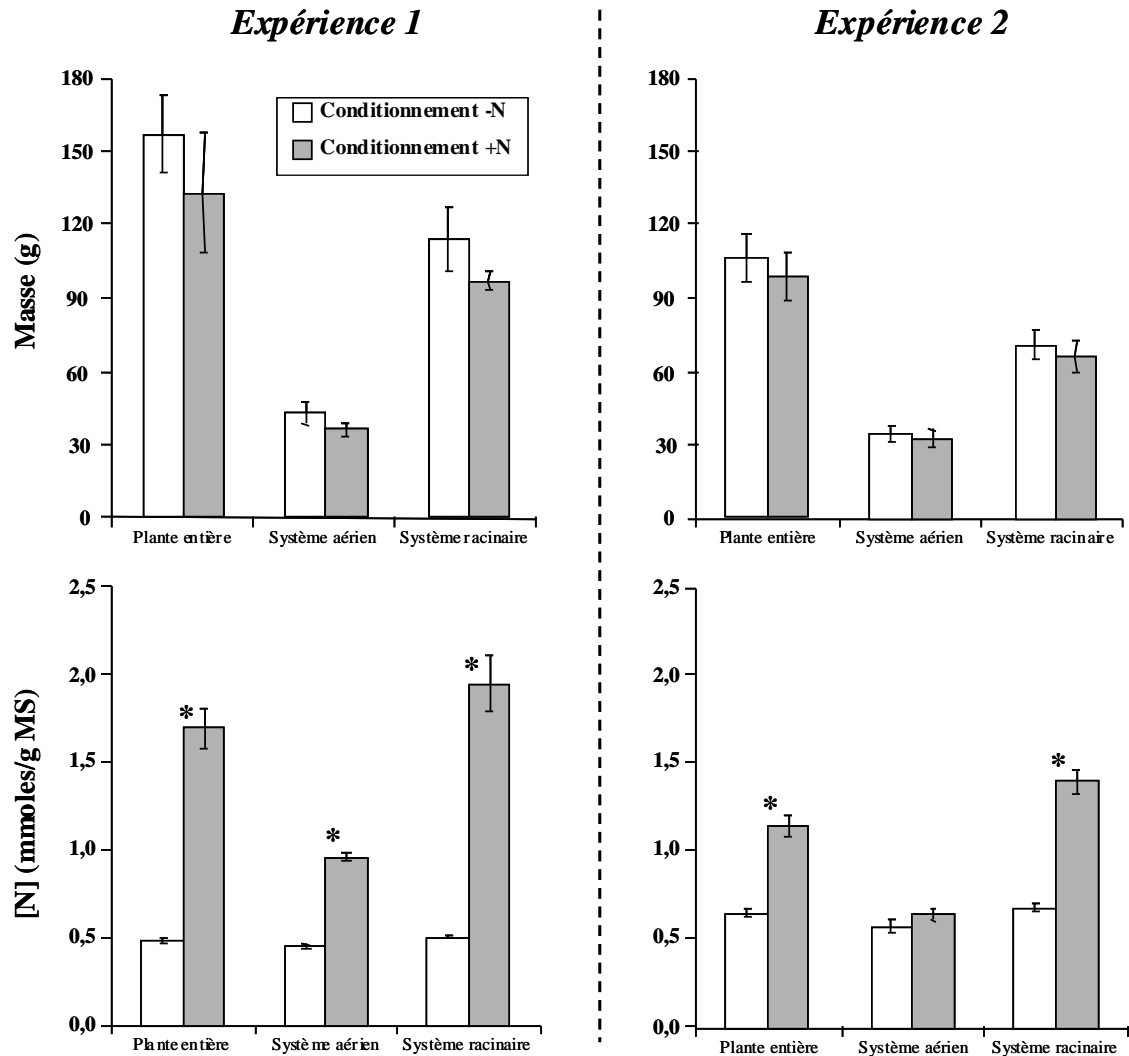 Expérience 1
Expérience 2
Masse (g)
180
150
120
90
60
30
0
Conditionnement -N
Conditionnement +N
Plante entière
Système aérien
Système racinaire
180
150
120
90
60
30
0
Plante entière
Système aérien
Système racinaire
[N] (mmoles/g MS)
2,5
2,0
1,5
1,0
0,5
0,0
*
*
*
Plante entière
Système aérien
Système racinaire
2,5
2,0
1,5
1,0
0,5
0,0
*
*
Plante entière
Système aérien
Système racinaire